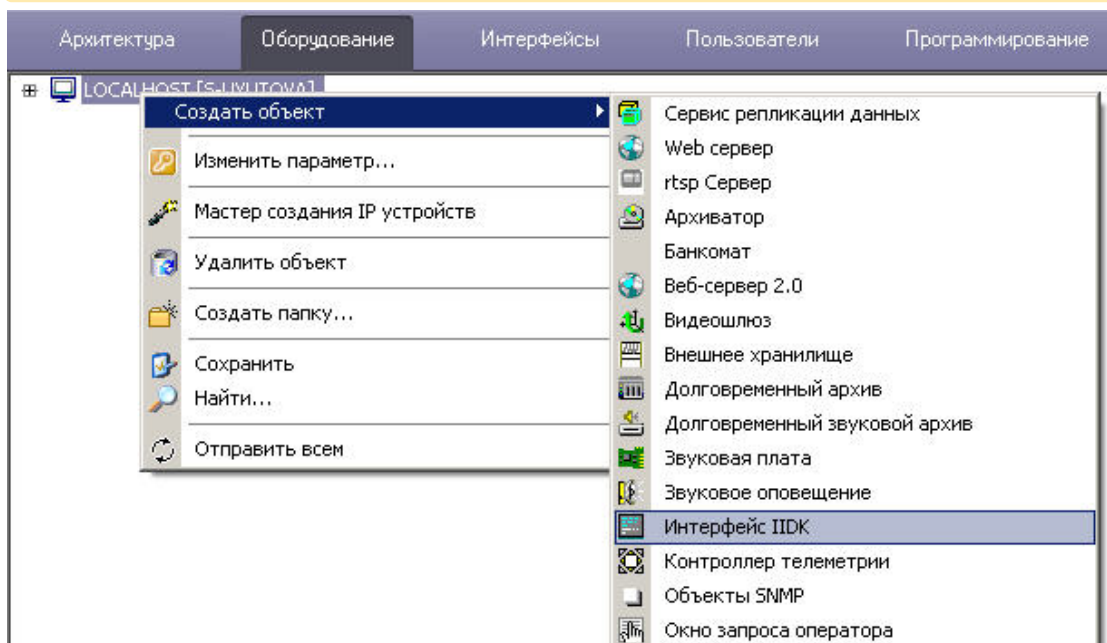 Архитектура Оборудование Интерфейсы Пользователи Программирование
LOCALHOST [S-UYUTOVA]
Создать объект
Изменить параметр...
Мастер создания IP устройств
Удалить объект
Создать папку...
Сохранить
Найти...
Отправить всем
Сервис репликации данных
Web сервер
rtsp Сервер
Архиватор
Банкомат
Веб-сервер 2.0
Видеошлюз
Внешнее хранилище
Долговременный архив
Долговременный звуковой архив
Звуковая плата
Звуковое оповещение
Интерфейс IIDK
Контроллер телеметрии
Объекты SNMP
Окно запроса оператора